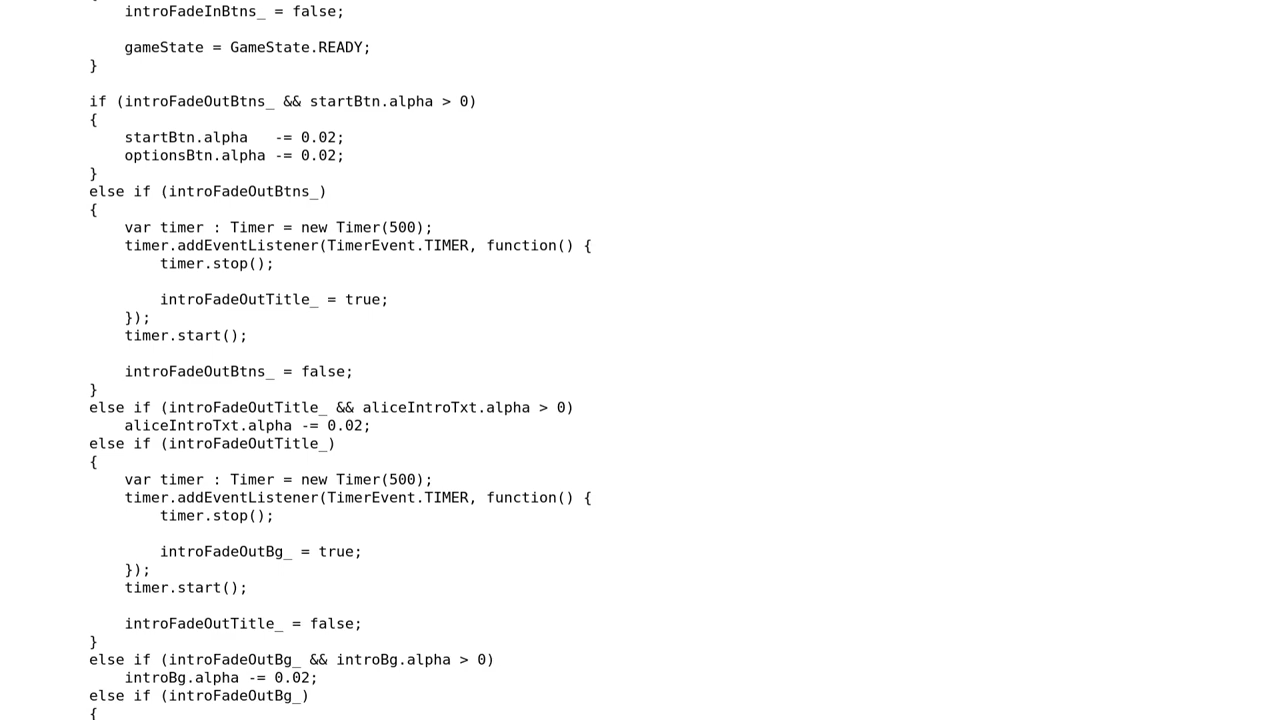 {
    introFadeInBtns_ = false;

    gameState = GameState.READY;
}

if (introFadeOutBtns_ && startBtn.alpha > 0)
{
    startBtn.alpha   -= 0.02;
    optionsBtn.alpha -= 0.02;
}
else if (introFadeOutBtns_)
{
    var timer : Timer = new Timer(500);
    timer.addEventListener(TimerEvent.TIMER, function() {
        timer.stop();

        introFadeOutTitle_ = true;
    });
    timer.start();

    introFadeOutBtns_ = false;
}
else if (introFadeOutTitle_ && aliceIntroTxt.alpha > 0)
    aliceIntroTxt.alpha -= 0.02;
else if (introFadeOutTitle_)
{
    var timer : Timer = new Timer(500);
    timer.addEventListener(TimerEvent.TIMER, function() {
        timer.stop();

        introFadeOutBg_ = true;
    });
    timer.start();

    introFadeOutTitle_ = false;
}
else if (introFadeOutBg_ && introBg.alpha > 0)
    introBg.alpha -= 0.02;
else if (introFadeOutBg_)
{